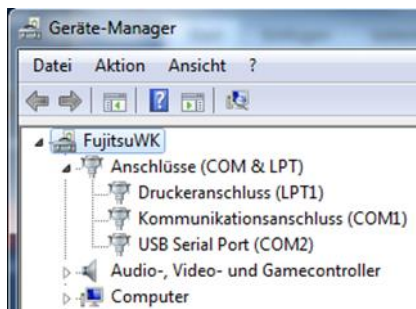 Geräte-Manager
Datei Aktion Ansicht ?
FujitsuWK
Anschlüsse (COM & LPT)
Druckeranschluss (LPT1)
Kommunikationsanschluss (COM1)
USB Serial Port (COM2)
Audio-, Video- und Gamecontroller
Computer